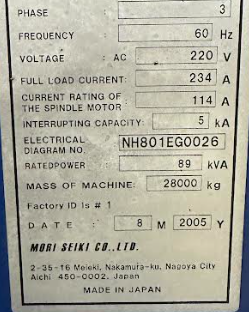 PHASE : 3
FREQUENCY : 60 Hz
VOLTAGE : AC 220 V
FULL LOAD CURRENT: 234 A
CURRENT RATING OF
THE SPINDLE MOTOR : 114 A
INTERRUPTING CAPACITY: 5 kA
ELECTRICAL
DIAGRAM NO. NH801EG0026
RATEDPOWER : 89 kVA
MASS OF MACHINE: 28000 kg
Factory ID is # 1
DATE : 8 M 2005 Y
MORI SEIKI CO., LTD.
2-35-16 Meieki, Nakamura-ku, Nagoya City
Aichi 450-0002, Japan
MADE IN JAPAN